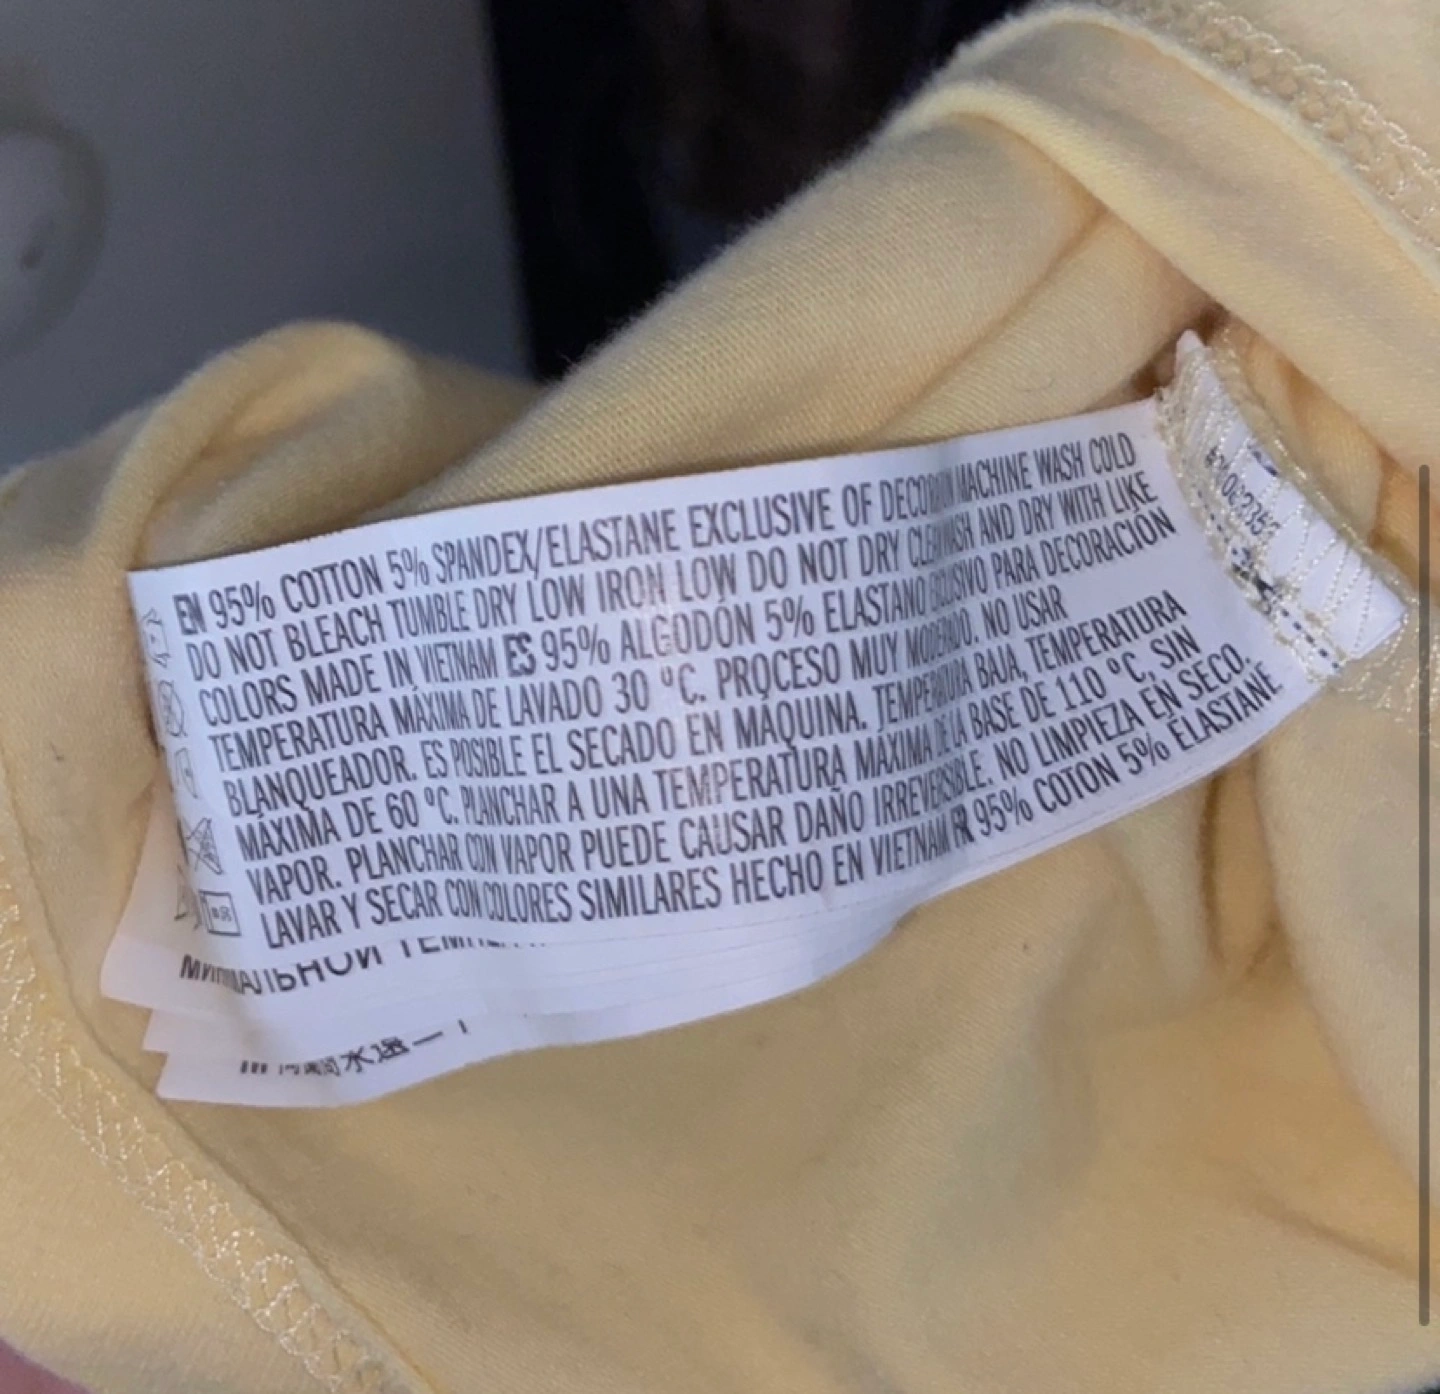 EN 95% COTTON 5% SPANDEX/ELASTANE EXCLUSIVE OF DECORATION MACHINE WASH COLD
DO NOT BLEACH TUMBLE DRY LOW IRON LOW DO NOT DRY CLEAN WASH AND DRY WITH LIKE
COLORS MADE IN VIETNAM ES 95% ALGODÓN 5% ELASTANO EXCLUSIVO PARA DECORACIÓN
TEMPERATURA MÁXIMA DE LAVADO 30 °C. PROCESO MUY MODERADO. NO USAR
BLANQUEADOR. ES POSIBLE EL SECADO EN MÁQUINA. TEMPERATURA BAJA, TEMPERATURA
MÁXIMA DE 60 °C. PLANCHAR A UNA TEMPERATURA MÁXIMA DE LA BASE DE 110 °C, SIN
VAPOR. PLANCHAR CON VAPOR PUEDE CAUSAR DAÑO IRREVERSIBLE. NO LIMPIEZA EN SECO.
LAVAR Y SECAR CON COLORES SIMILARES HECHO EN VIETNAM FR 95% COTON 5% ÉLASTANE